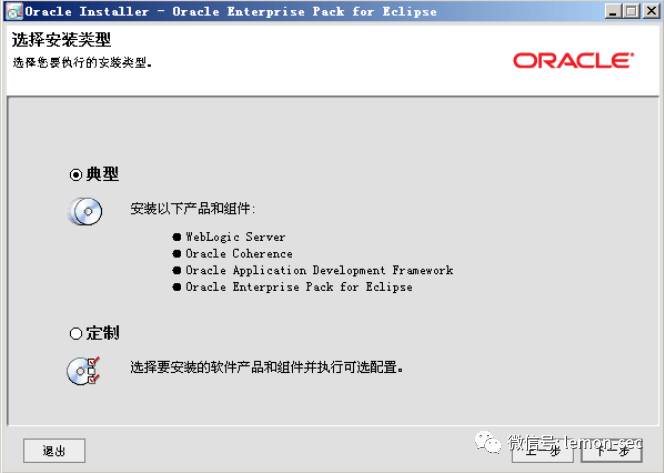 Oracle Installer - Oracle Enterprise Pack for Eclipse
选择安装类型
选择您要执行的安装类型。
ORACLE
典型
安装以下产品和组件:
WebLogic Server
Oracle Coherence
Oracle Application Development Framework
Oracle Enterprise Pack for Eclipse
定制
选择要安装的软件产品和组件并执行可选配置。
微信号: lemon-sec
退出
上一步
下一步